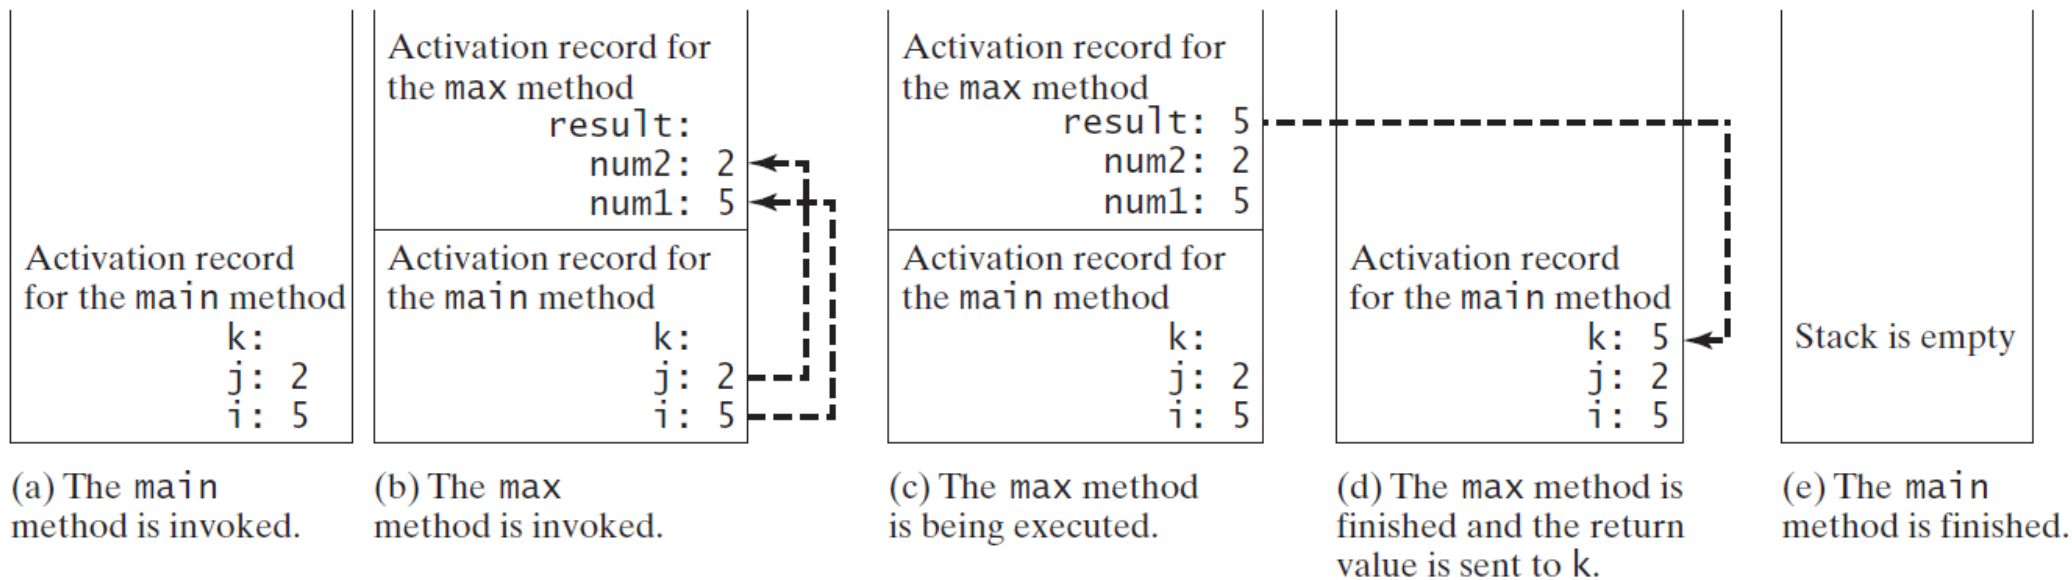 Activation record
for the main method
k:
j: 2
i: 5
(a) The main
method is invoked.
Activation record for
the max method
result:
num2: 2
num1: 5
Activation record for
the main method
k:
j: 2
i: 5
(b) The max
method is invoked.
Activation record for
the max method
result: 5
num2: 2
num1: 5
Activation record for
the main method
k:
j: 2
i: 5
(c) The max method
is being executed.
Activation record
for the main method
k: 5
j: 2
i: 5
(d) The max method is
finished and the return
value is sent to k.
Stack is empty
(e) The main
method is finished.